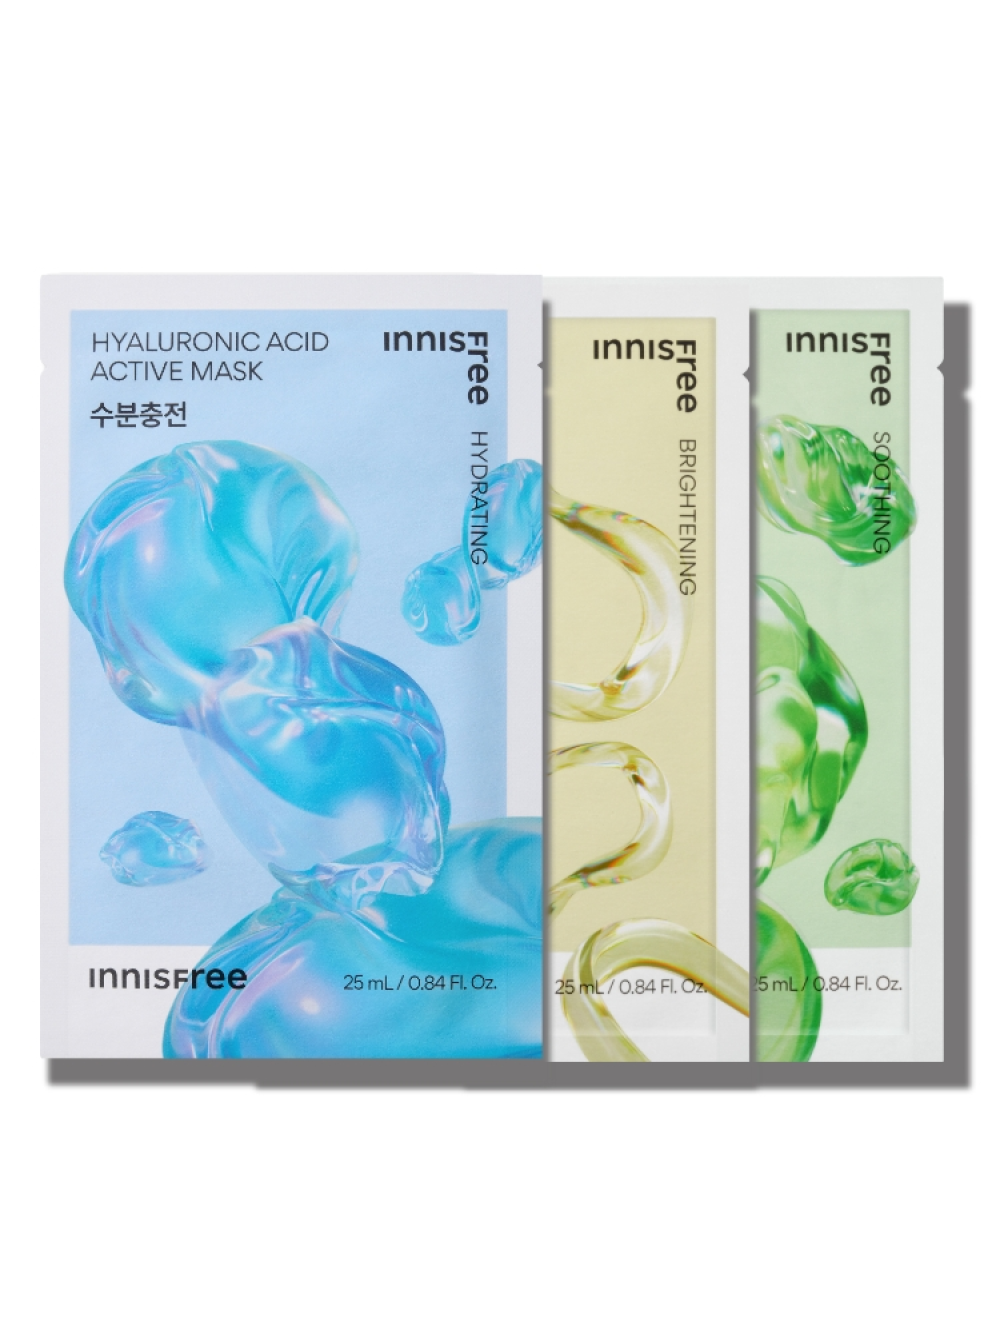 HYALURONIC ACID
ACTIVE MASK
수분충전
INNISFree
HYDRATING
INNISFree
25 mL / 0.84 Fl. Oz.
INNISFree
BRIGHTENING
25 mL / 0.84 Fl. Oz.
INNISFree
SOOTHING
25 mL / 0.84 Fl. Oz.